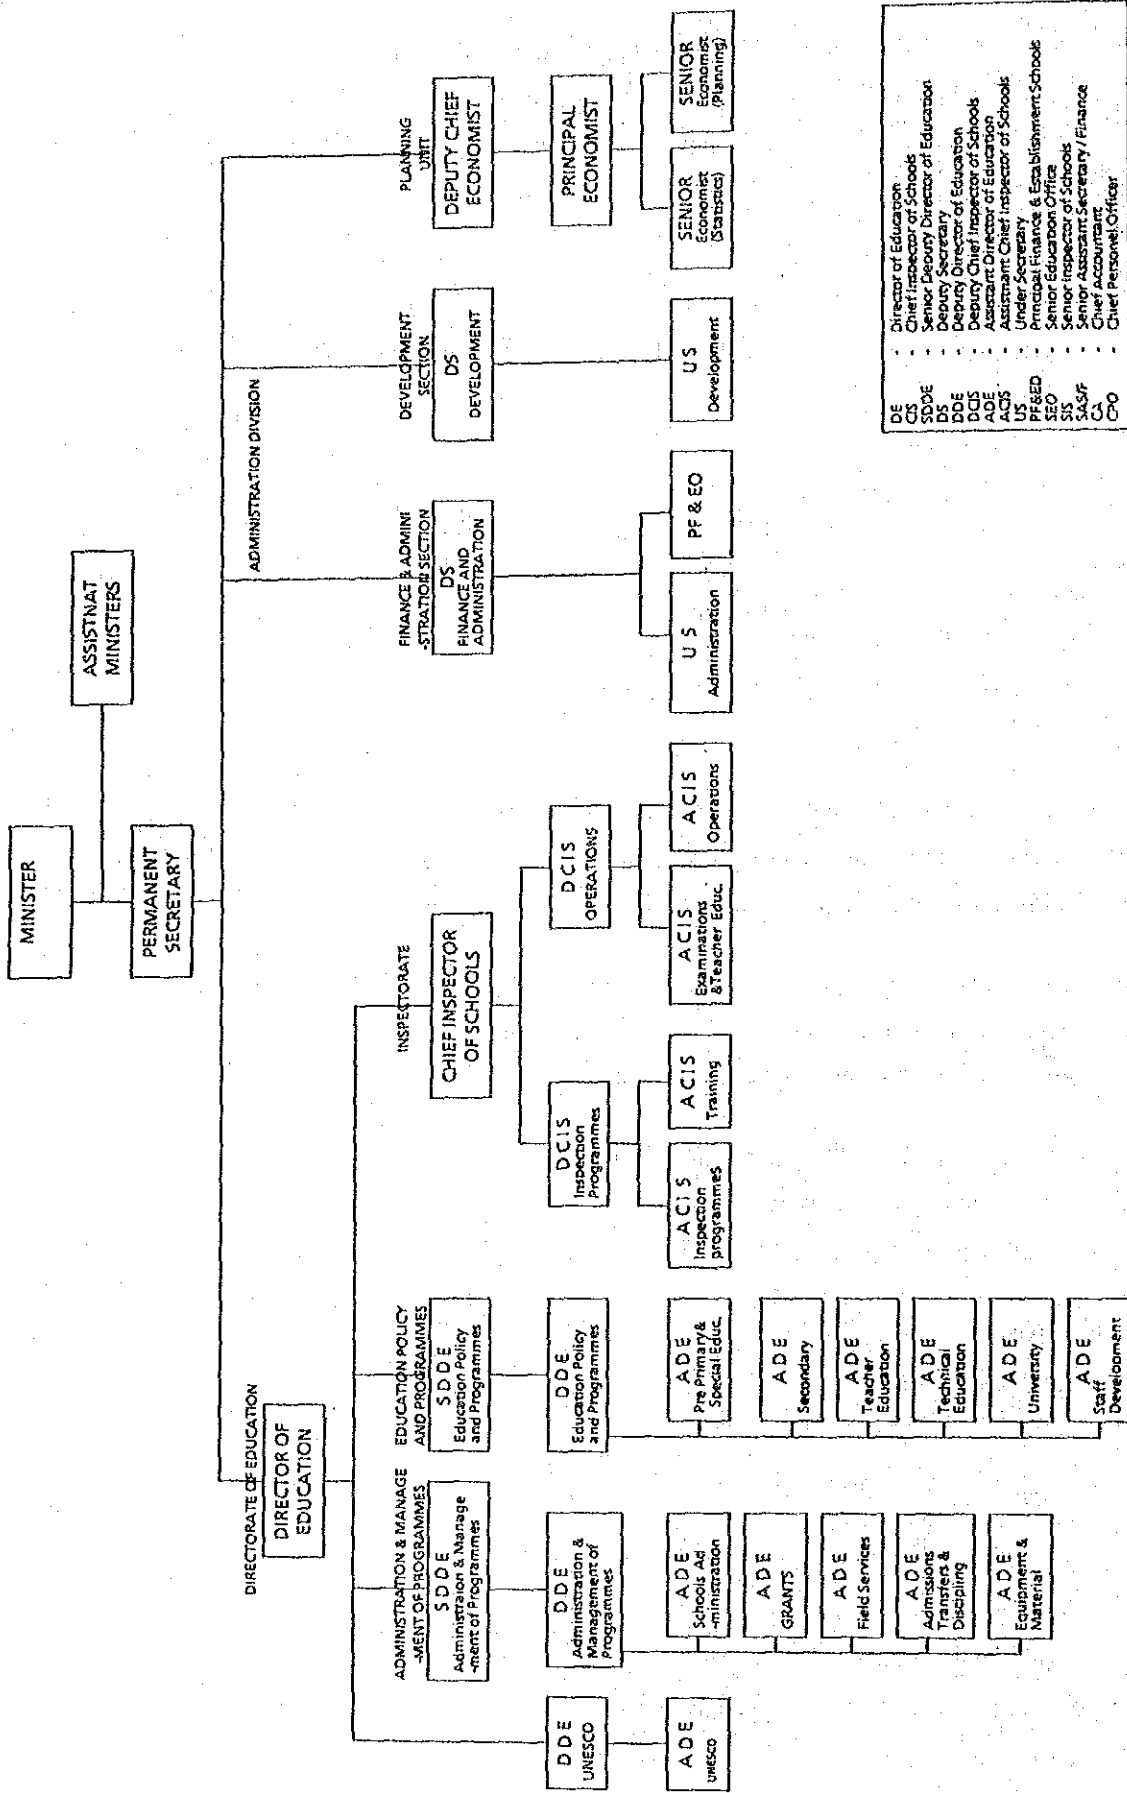 MINISTER
ASSISTNAT
MINISTERS
PERMANENT
SECRETARY
DIRECTORATE OF EDUCATION
DIRECTOR OF
EDUCATION
ADMINISTRATION DIVISION
ADMINISTRATION & MANAGE
-MENT OF PROGRAMMES
SDDE
Administraion & Manage
-ment of Programmes
EDUCATION POLICY
AND PROGRAMMES
SDDE
Education Policy
and Programmes
INSPECTORATE
CHIEF INSPECTOR
OF SCHOOLS
FINANCE & ADMINI
-STRATION SECTION
DS
FINANCE AND
ADMINISTRATION
DEVELOPMENT
SECTION
DS
DEVELOPMENT
PLANNING
UNIT
DEPUTY CHIEF
ECONOMIST
DDE
UNESCO
DDE
Administration &
Management of
Programmes
DDE
Education Policy
and Programmes
DCIS
Inspection
Programmes
DCIS
OPERATIONS
PRINCIPAL
ECONOMIST
ADE
UNESCO
ADE
Schools Ad
-ministration
ADE
GRANTS
ADE
Field Services
ADE
Admissions
Transfers &
Discipling
ADE
Equipment &
Material
ADE
Pre Primary &
Special Educ.
ADE
Secondary
ADE
Teacher
Education
ADE
Technical
Education
ADE
University
ADE
Staff
Development
ACIS
Inspection
programmes
ACIS
Training
ACIS
Examinations
& Teacher Educ.
ACIS
Operations
US
Administration
PF & EO
US
Development
SENIOR
Economist
(Statistics)
SENIOR
Economist
(Planning)
DE - Director of Education
CIS - Chief Inspector of Schools
SDDE - Senior Deputy Director of Education
DS - Deputy Secretary
DDE - Deputy Director of Education
DCIS - Deputy Chief Inspector of Schools
ADE - Assistant Director of Education
ACIS - Assistant Chief Inspector of Schools
US - Under Secretary
PF&ED - Principal Finance & Establishment Schools
SEO - Senior Education Office
SIS - Senior Inspector of Schools
SAS/F - Senior Assistant Secretary / Finance
CA - Chief Accountant
CPO - Chief Personel Officer